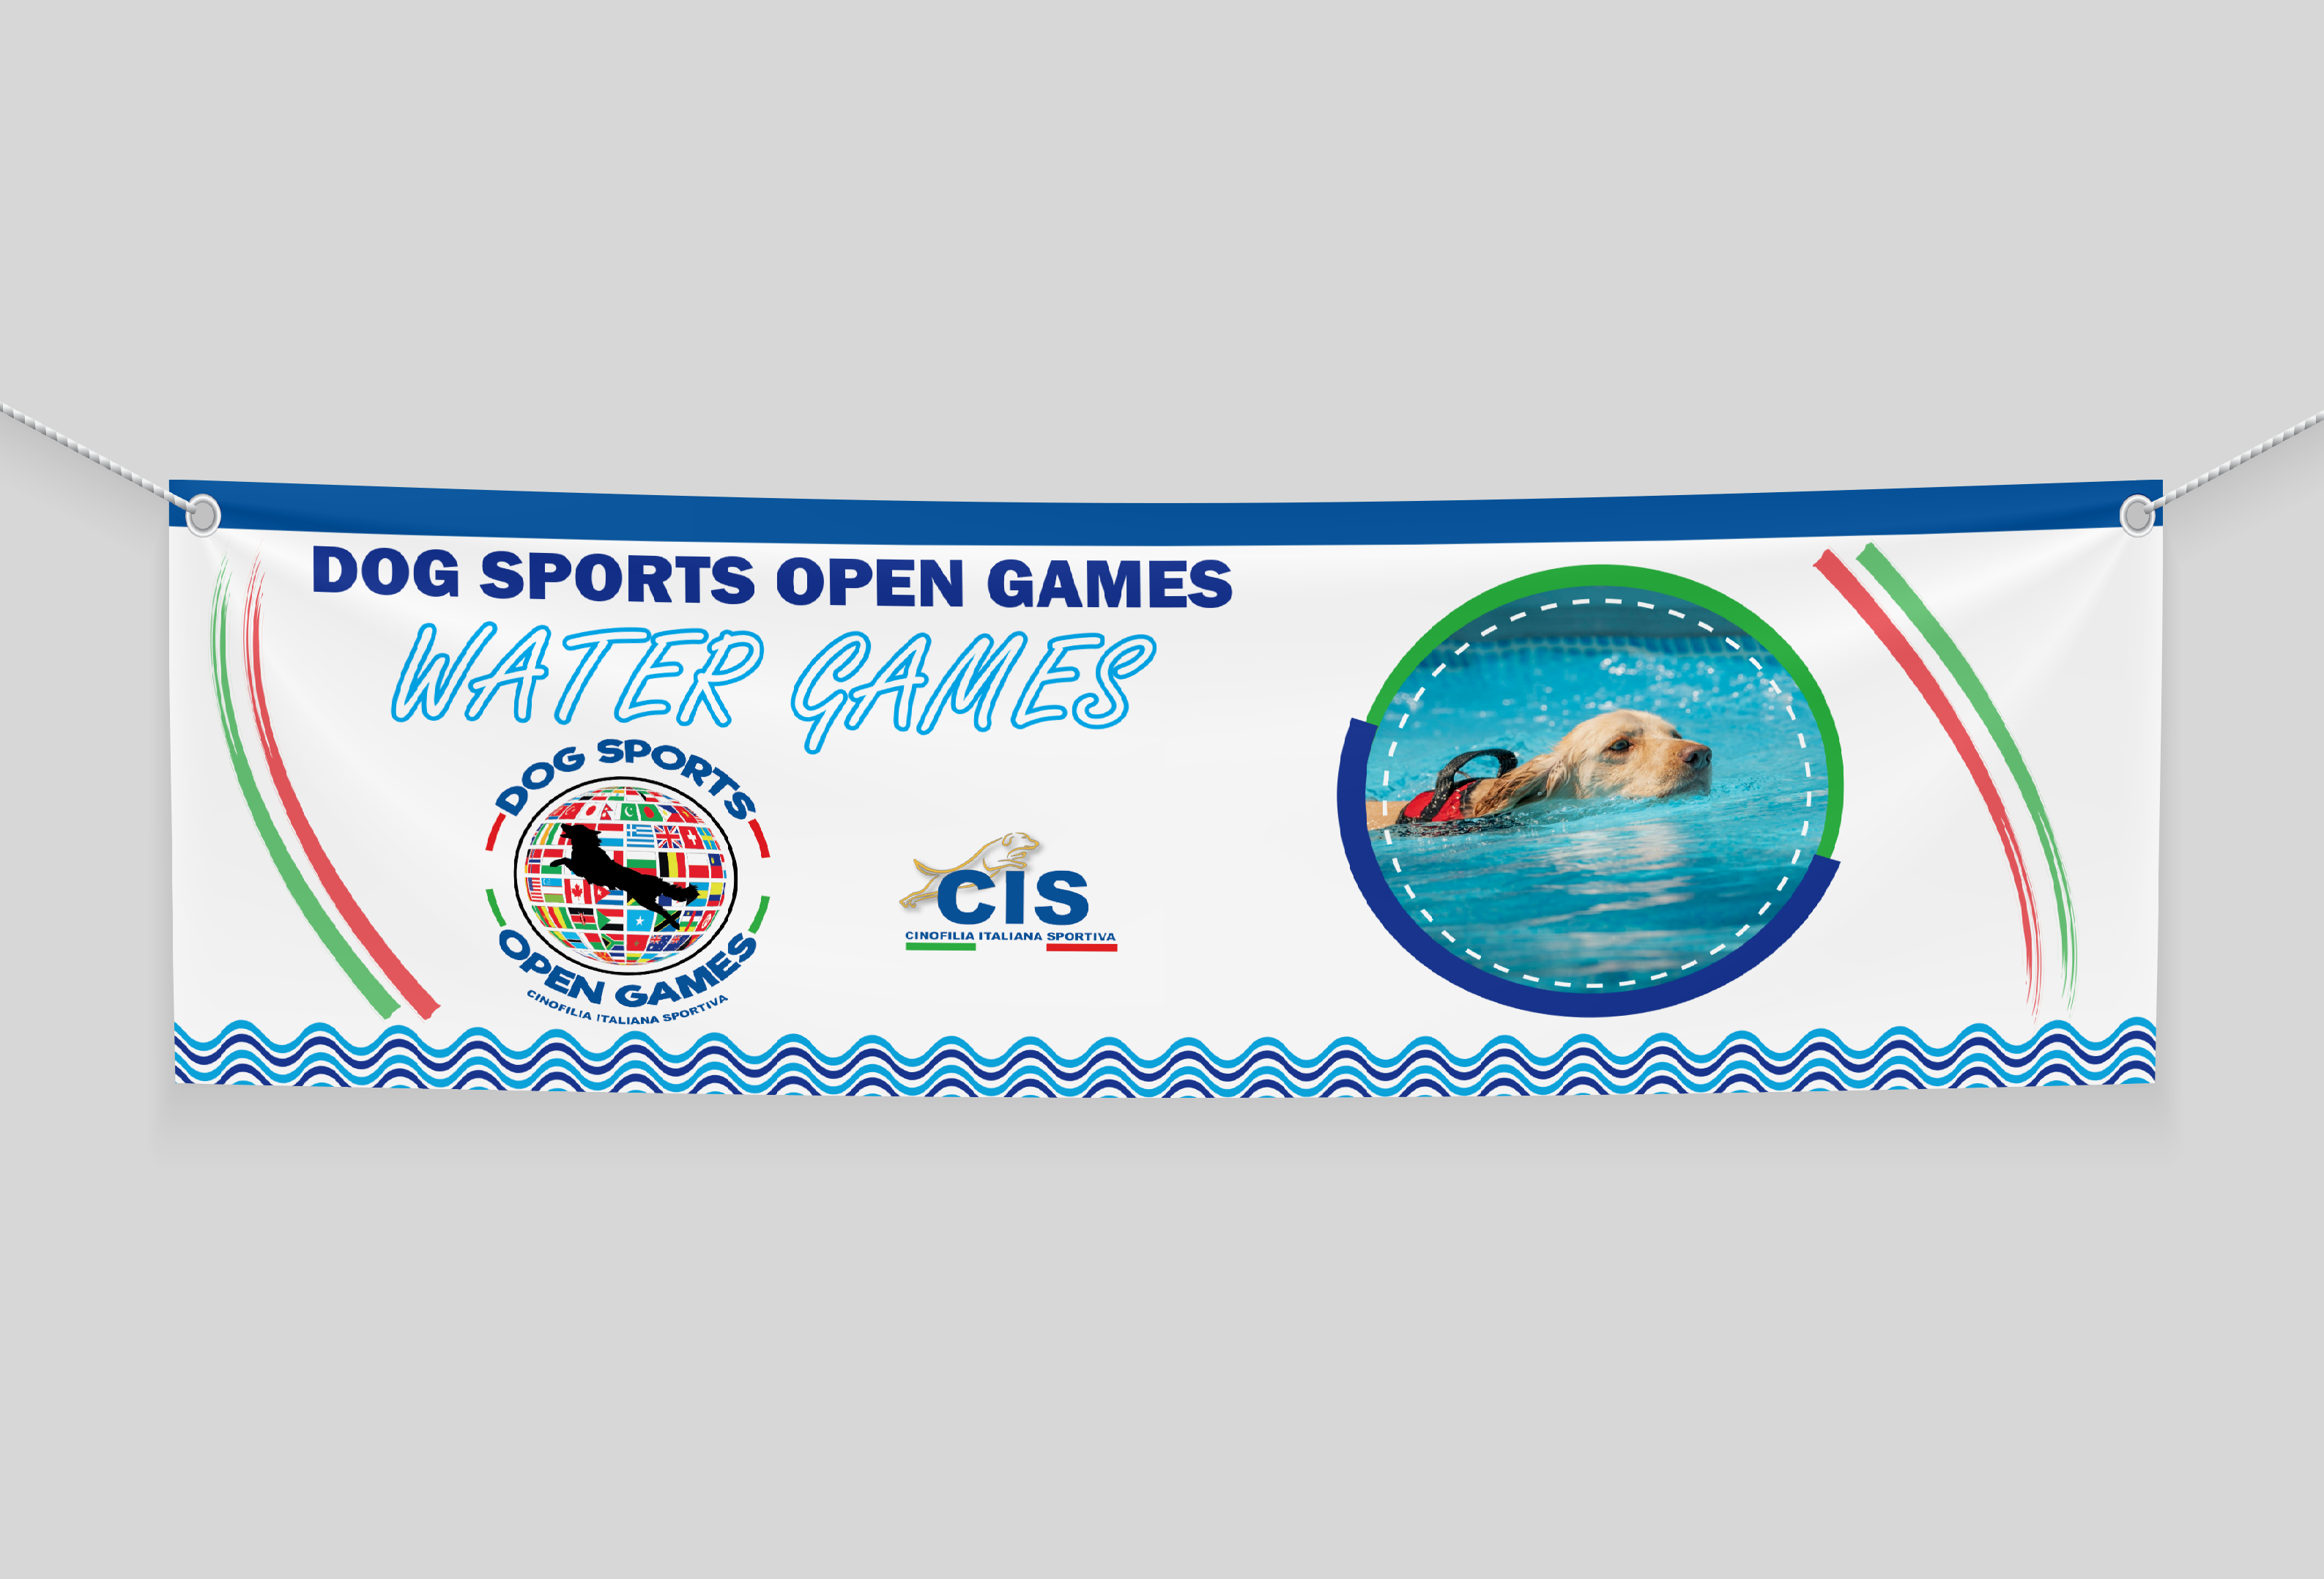 DOG SPORTS OPEN GAMES
WATER GAMES
DOG SPORTS
OPEN GAMES
CINOFILIA ITALIANA SPORTIVA
CIS
CINOFILIA ITALIANA SPORTIVA